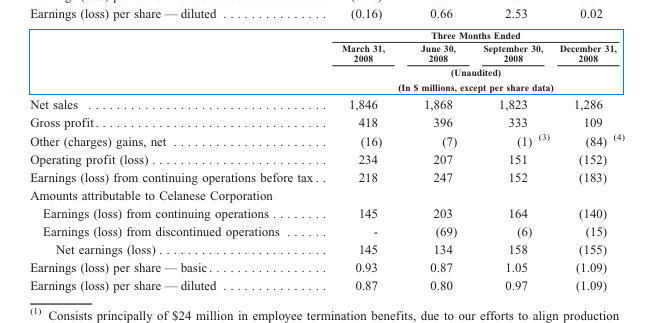 Earnings (loss) per share — diluted . . . . . . . . . . . . . . (0.16) 0.66 2.53 0.02
Three Months Ended
March 31, 2008 June 30, 2008 September 30, 2008 December 31, 2008
(Unaudited)
(In $ millions, except per share data)
Net sales . . . . . . . . . . . . . . . . . . . . . . . . . . . . . . . . . 1,846 1,868 1,823 1,286
Gross profit . . . . . . . . . . . . . . . . . . . . . . . . . . . . . . . . 418 396 333 109
Other (charges) gains, net . . . . . . . . . . . . . . . . . . . . . (16) (7) (1) (3) (84) (4)
Operating profit (loss) . . . . . . . . . . . . . . . . . . . . . . . . 234 207 151 (152)
Earnings (loss) from continuing operations before tax . . 218 247 152 (183)
Amounts attributable to Celanese Corporation
Earnings (loss) from continuing operations . . . . . . . . 145 203 164 (140)
Earnings (loss) from discontinued operations . . . . . . - (69) (6) (15)
Net earnings (loss) . . . . . . . . . . . . . . . . . . . . . . . . 145 134 158 (155)
Earnings (loss) per share — basic . . . . . . . . . . . . . . . . 0.93 0.87 1.05 (1.09)
Earnings (loss) per share — diluted . . . . . . . . . . . . . . 0.87 0.80 0.97 (1.09)
(1) Consists principally of $24 million in employee termination benefits, due to our efforts to align production